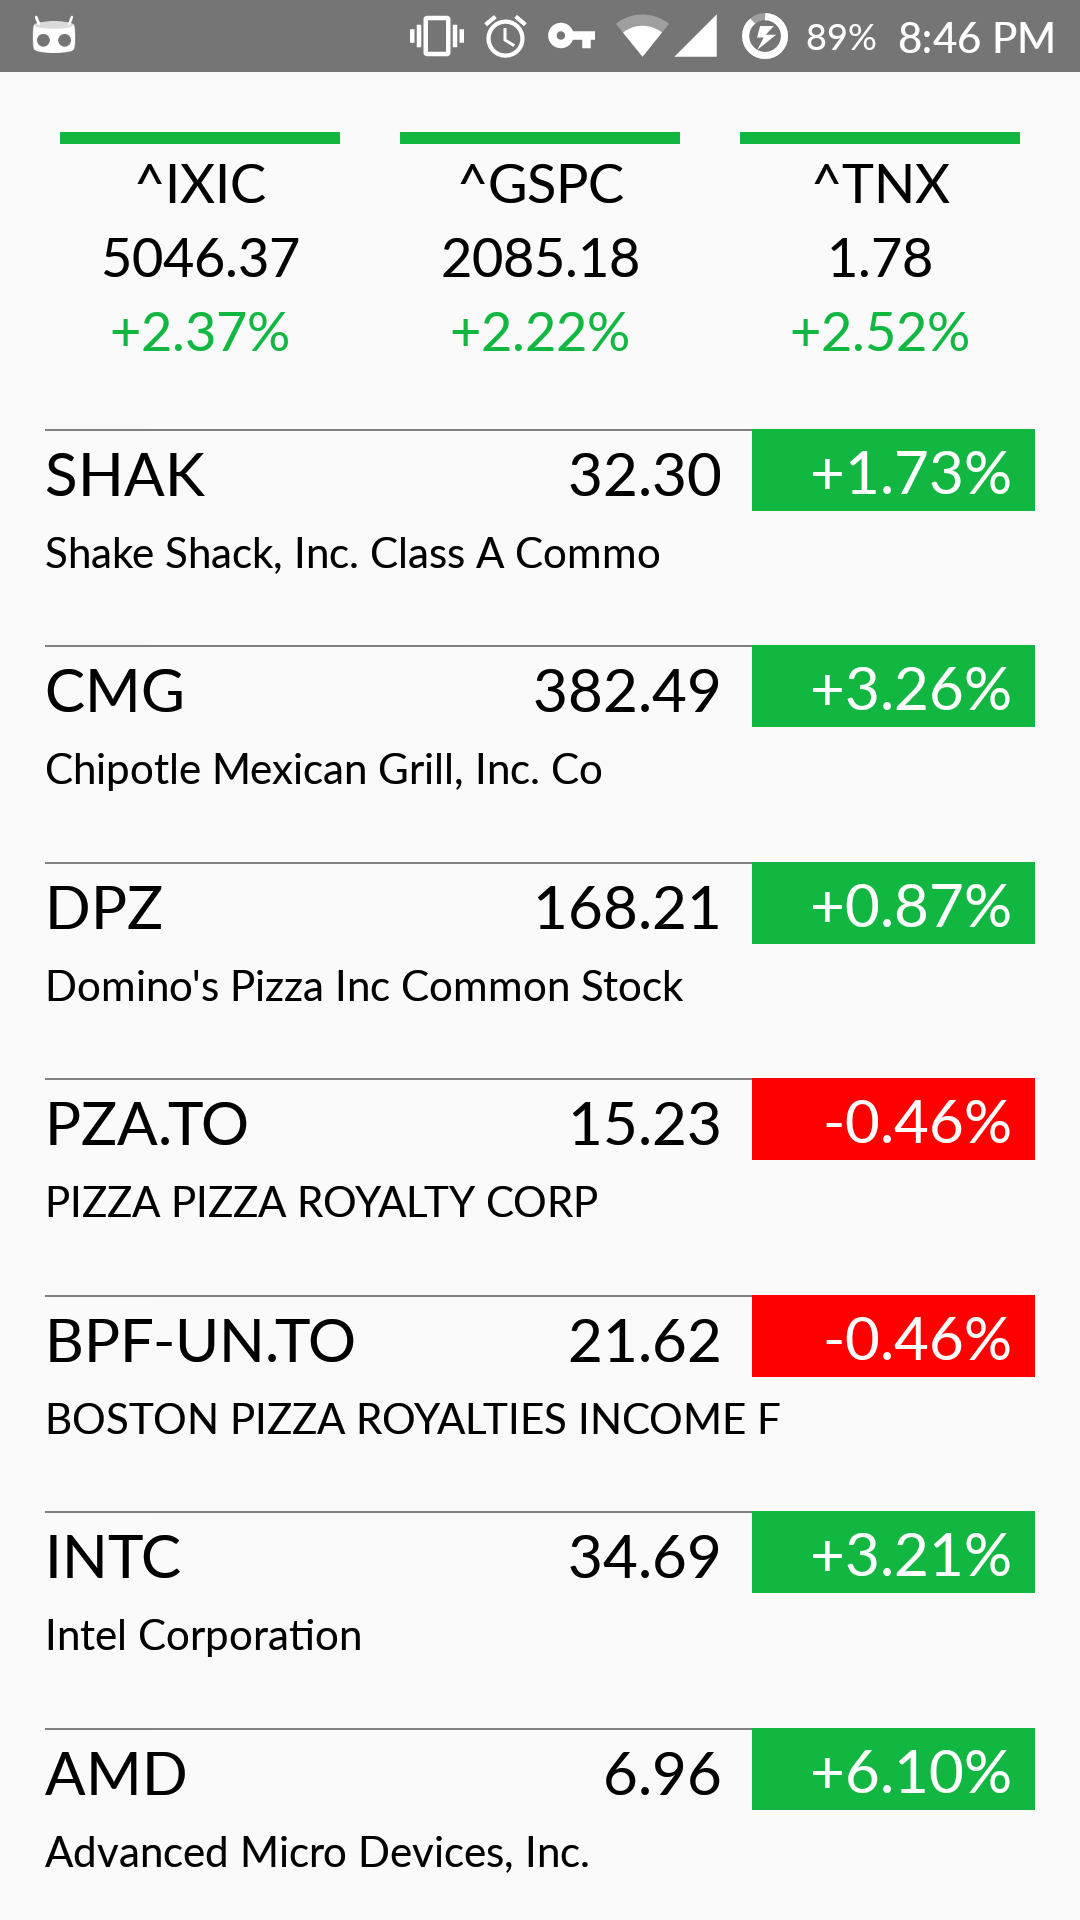 89% 8:46 PM
^IXIC ^GSPC ^TNX
5046.37 2085.18 1.78
+2.37% +2.22% +2.52%
SHAK 32.30 +1.73%
Shake Shack, Inc. Class A Commo
CMG 382.49 +3.26%
Chipotle Mexican Grill, Inc. Co
DPZ 168.21 +0.87%
Domino's Pizza Inc Common Stock
PZA.TO 15.23 -0.46%
PIZZA PIZZA ROYALTY CORP
BPF-UN.TO 21.62 -0.46%
BOSTON PIZZA ROYALTIES INCOME F
INTC 34.69 +3.21%
Intel Corporation
AMD 6.96 +6.10%
Advanced Micro Devices, Inc.